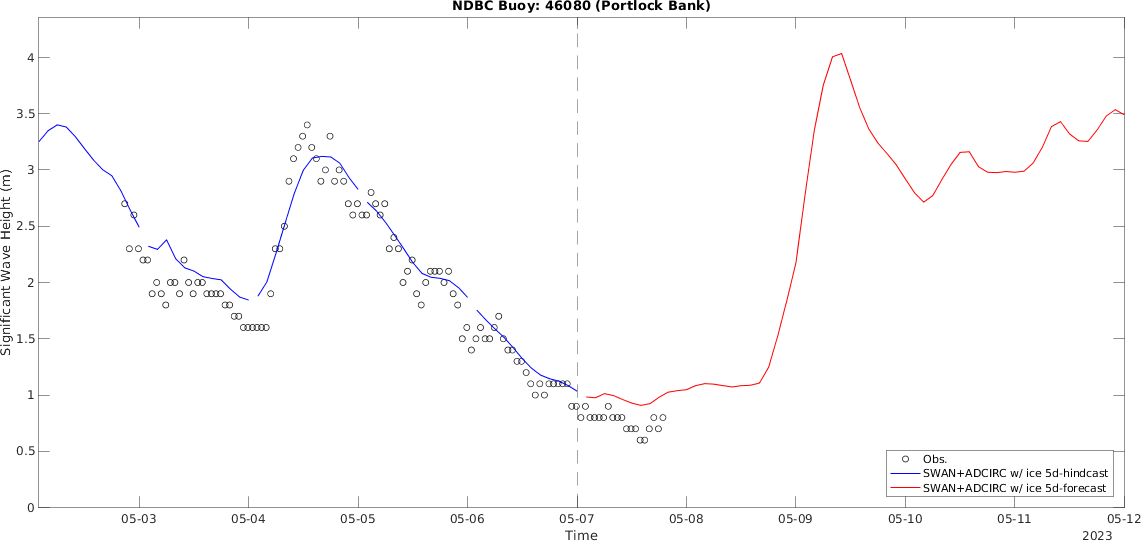 NDBC Buoy: 46080 (Portlock Bank)
Significant Wave Height (m)
4
3.5
3
2.5
2
1.5
1
0.5
0
05-03 05-04 05-05 05-06 05-07 05-08 05-09 05-10 05-11 05-12
Time
2023
Obs.
SWAN+ADCIRC w/ ice 5d-hindcast
SWAN+ADCIRC w/ ice 5d-forecast